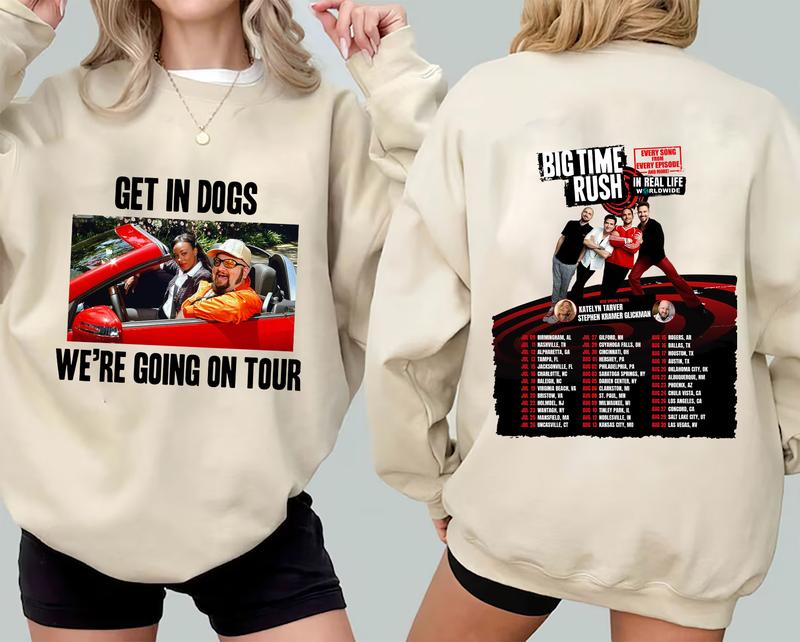 GET IN DOGS
WE'RE GOING ON TOUR
BIG TIME
RUSH
EVERY SONG
FROM
EVERY EPISODE
AND MORE!
IN REAL LIFE
WORLDWIDE
WITH SPECIAL GUESTS
KATELYN TARVER
STEPHEN KRAMER GLICKMAN
BIRMINGHAM, AL
NASHVILLE, TN
ALPHARETTA, GA
TAMPA, FL
JACKSONVILLE, FL
CHARLOTTE, NC
RALEIGH, NC
VIRGINIA BEACH, VA
BRISTOW, VA
HOLMDEL, NJ
WANTAGH, NY
MANSFIELD, MA
UNCASVILLE, CT
GILFORD, NH
CUYAHOGA FALLS, OH
CINCINNATI, OH
HERSHEY, PA
PHILADELPHIA, PA
SARATOGA SPRINGS, NY
DARIEN CENTER, NY
CLARKSTON, MI
ST. PAUL, MN
MILWAUKEE, WI
TINLEY PARK, IL
NOBLESVILLE, IN
KANSAS CITY, MO
ROGERS, AR
DALLAS, TX
HOUSTON, TX
AUSTIN, TX
OKLAHOMA CITY, OK
ALBUQUERQUE, NM
PHOENIX, AZ
CHULA VISTA, CA
LOS ANGELES, CA
CONCORD, CA
SALT LAKE CITY, UT
LAS VEGAS, NV